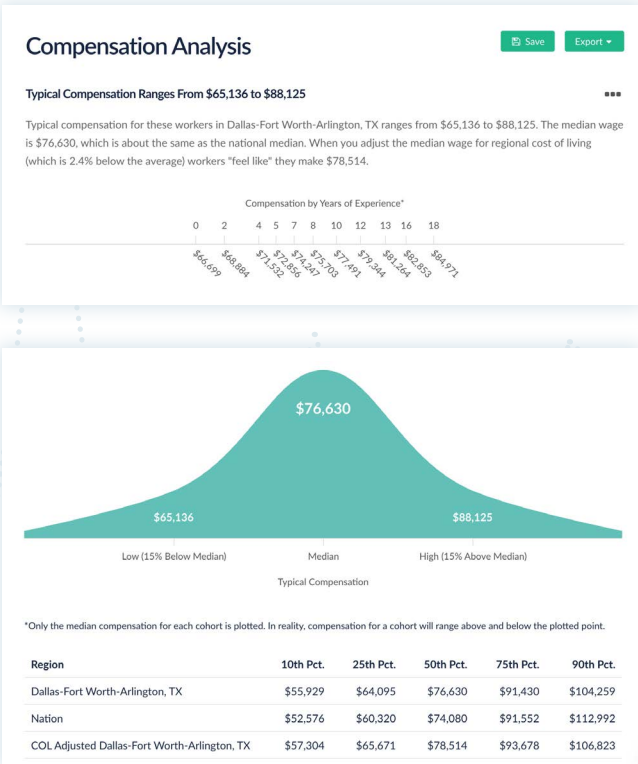 Compensation Analysis
Save
Export
Typical Compensation Ranges From $65,136 to $88,125
Typical compensation for these workers in Dallas-Fort Worth-Arlington, TX ranges from $65,136 to $88,125. The median wage
is $76,630, which is about the same as the national median. When you adjust the median wage for regional cost of living
(which is 2.4% below the average) workers "feel like" they make $78,514.
Compensation by Years of Experience*
0 2 4 5 7 8 10 12 13 16 18
$66,699 $68,884 $71,532 $72,856 $74,247 $75,703 $77,491 $79,344 $81,264 $82,853 $84,971
$76,630
$65,136 $88,125
Low (15% Below Median) Median High (15% Above Median)
Typical Compensation
*Only the median compensation for each cohort is plotted. In reality, compensation for a cohort will range above and below the plotted point.
Region 10th Pct. 25th Pct. 50th Pct. 75th Pct. 90th Pct.
Dallas-Fort Worth-Arlington, TX $55,929 $64,095 $76,630 $91,430 $104,259
Nation $52,576 $60,320 $74,080 $91,552 $112,992
COL Adjusted Dallas-Fort Worth-Arlington, TX $57,304 $65,671 $78,514 $93,678 $106,823